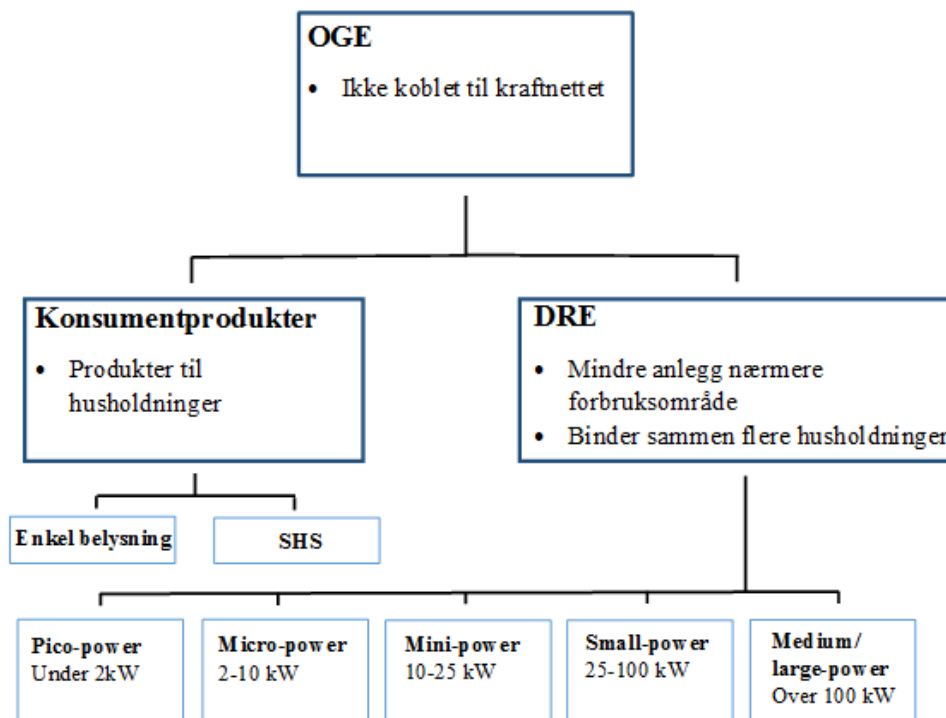 OGE
• Ikke koblet til kraftnettet
Konsumentprodukter
• Produkter til
husholdninger
DRE
• Mindre anlegg nærmere
forbruksområde
• Binder sammen flere husholdninger
Enkel belysning
SHS
Pico-power
Under 2kW
Micro-power
2-10 kW
Mini-power
10-25 kW
Small-power
25-100 kW
Medium/
large-power
Over 100 kW